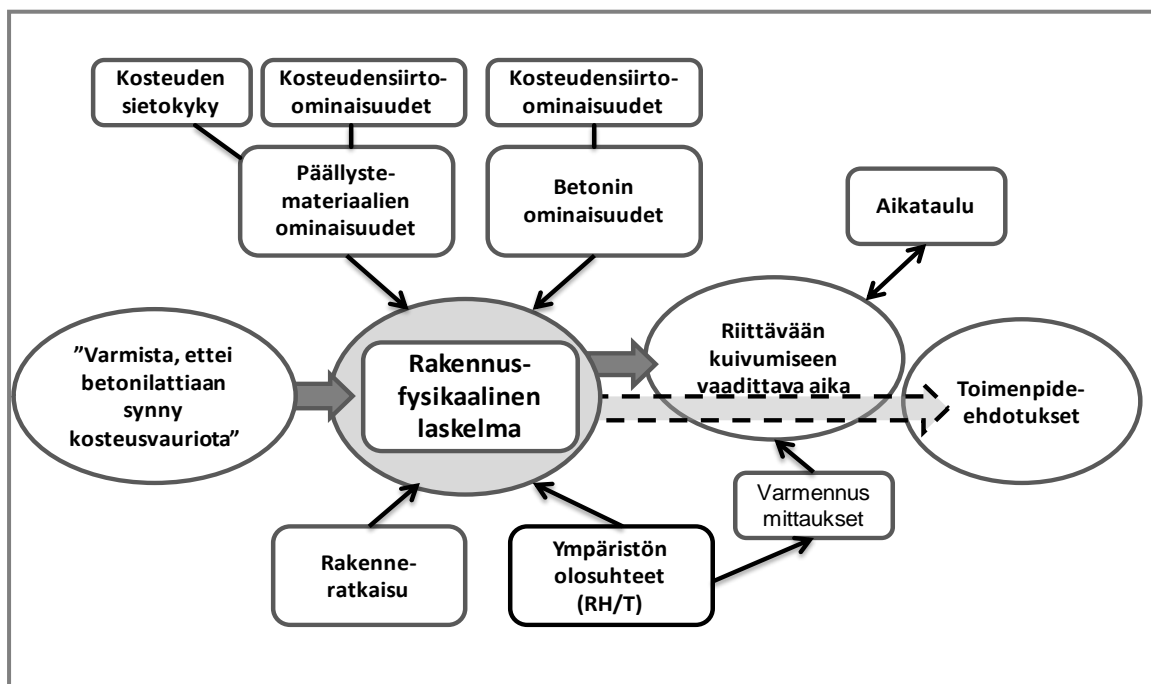 Kosteuden
sietokyky
Kosteudensiirto-
ominaisuudet
Kosteudensiirto-
ominaisuudet
Päällyste-
materiaalien
ominaisuudet
Betonin
ominaisuudet
Aikataulu
”Varmista, ettei
betonilattiaan
synny
kosteusvauriota”
Rakennus-
fysikaalinen
laskelma
Riittävään
kuivumiseen
vaadittava aika
Toimenpide-
ehdotukset
Varmennus
mittaukset
Rakenne-
ratkaisu
Ympäristön
olosuhteet
(RH/T)